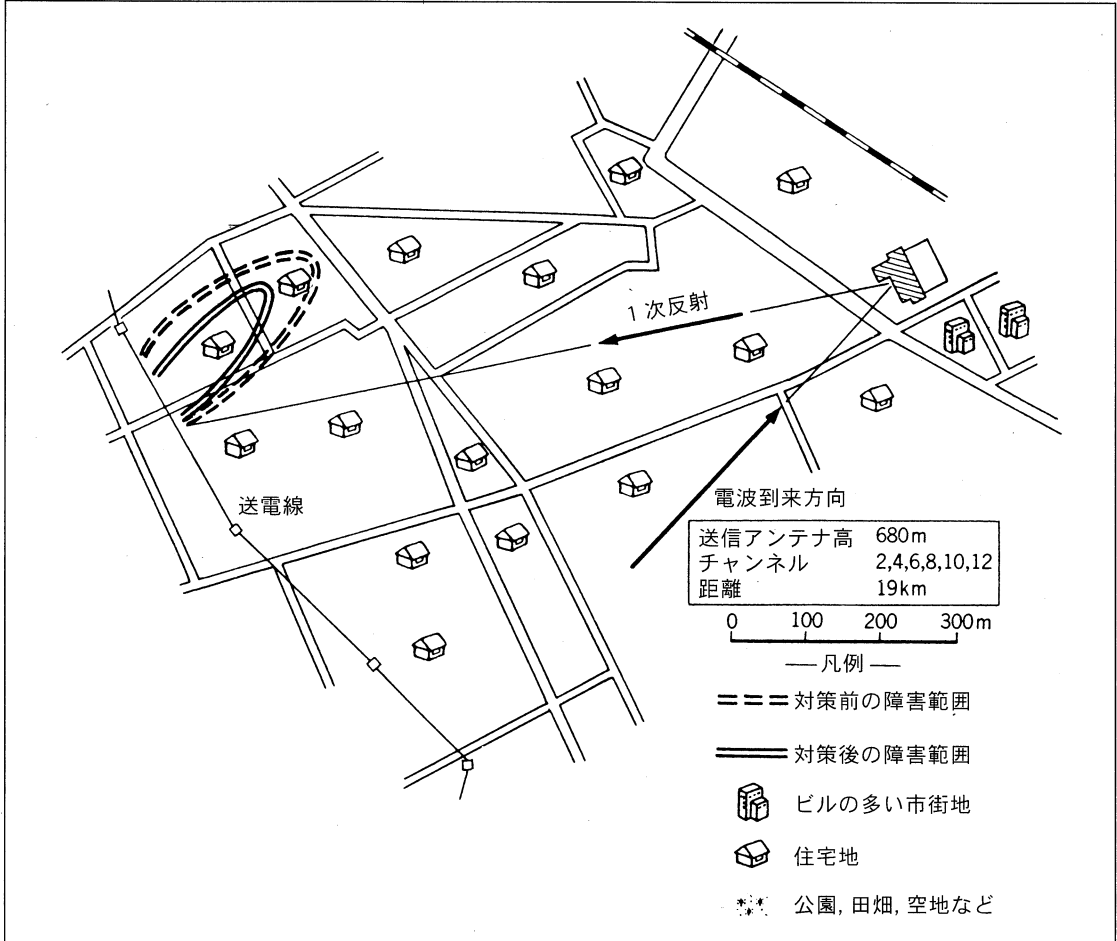 1次反射
送電線
電波到来方向
送信アンテナ高 680m
チャンネル 2,4,6,8,10,12
距離 19km
0 100 200 300m
—凡例—
対策前の障害範囲
対策後の障害範囲
ビルの多い市街地
住宅地
公園, 田畑, 空地など